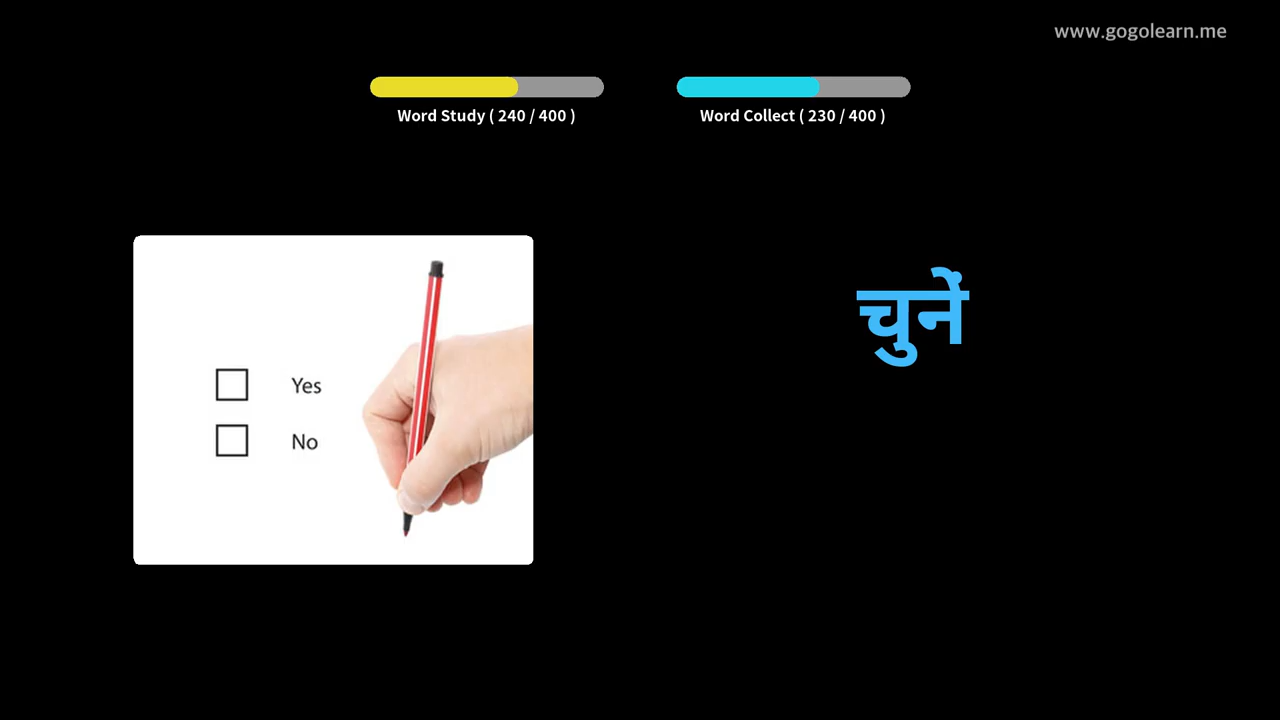 www.gogolearn.me
Word Study ( 240 / 400 )
Word Collect ( 230 / 400 )
चुनें
Yes
No